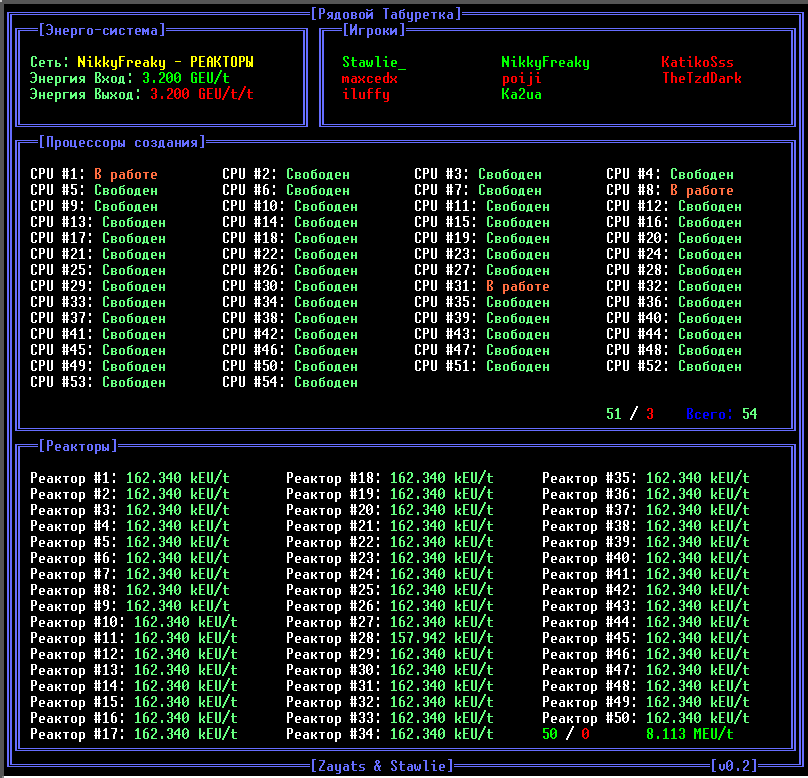 [Рядовой Табуретка]
[Энерго-система]
Сеть: NikkyFreaky - РЕАКТОРЫ
Энергия Вход: 3.200 GEU/t
Энергия Выход: 3.200 GEU/t/t
[Игроки]
Stawlie_ NikkyFreaky KatikoSss
maxcedx poiji TheTzdDark
iluffy Ka2ua
[Процессоры создания]
CPU #1: В работе CPU #2: Свободен CPU #3: Свободен CPU #4: Свободен
CPU #5: Свободен CPU #6: Свободен CPU #7: Свободен CPU #8: В работе
CPU #9: Свободен CPU #10: Свободен CPU #11: Свободен CPU #12: Свободен
CPU #13: Свободен CPU #14: Свободен CPU #15: Свободен CPU #16: Свободен
CPU #17: Свободен CPU #18: Свободен CPU #19: Свободен CPU #20: Свободен
CPU #21: Свободен CPU #22: Свободен CPU #23: Свободен CPU #24: Свободен
CPU #25: Свободен CPU #26: Свободен CPU #27: Свободен CPU #28: Свободен
CPU #29: Свободен CPU #30: Свободен CPU #31: В работе CPU #32: Свободен
CPU #33: Свободен CPU #34: Свободен CPU #35: Свободен CPU #36: Свободен
CPU #37: Свободен CPU #38: Свободен CPU #39: Свободен CPU #40: Свободен
CPU #41: Свободен CPU #42: Свободен CPU #43: Свободен CPU #44: Свободен
CPU #45: Свободен CPU #46: Свободен CPU #47: Свободен CPU #48: Свободен
CPU #49: Свободен CPU #50: Свободен CPU #51: Свободен CPU #52: Свободен
CPU #53: Свободен CPU #54: Свободен
51 / 3 Всего: 54
[Реакторы]
Реактор #1: 162.340 kEU/t Реактор #18: 162.340 kEU/t Реактор #35: 162.340 kEU/t
Реактор #2: 162.340 kEU/t Реактор #19: 162.340 kEU/t Реактор #36: 162.340 kEU/t
Реактор #3: 162.340 kEU/t Реактор #20: 162.340 kEU/t Реактор #37: 162.340 kEU/t
Реактор #4: 162.340 kEU/t Реактор #21: 162.340 kEU/t Реактор #38: 162.340 kEU/t
Реактор #5: 162.340 kEU/t Реактор #22: 162.340 kEU/t Реактор #39: 162.340 kEU/t
Реактор #6: 162.340 kEU/t Реактор #23: 162.340 kEU/t Реактор #40: 162.340 kEU/t
Реактор #7: 162.340 kEU/t Реактор #24: 162.340 kEU/t Реактор #41: 162.340 kEU/t
Реактор #8: 162.340 kEU/t Реактор #25: 162.340 kEU/t Реактор #42: 162.340 kEU/t
Реактор #9: 162.340 kEU/t Реактор #26: 162.340 kEU/t Реактор #43: 162.340 kEU/t
Реактор #10: 162.340 kEU/t Реактор #27: 162.340 kEU/t Реактор #44: 162.340 kEU/t
Реактор #11: 162.340 kEU/t Реактор #28: 157.942 kEU/t Реактор #45: 162.340 kEU/t
Реактор #12: 162.340 kEU/t Реактор #29: 162.340 kEU/t Реактор #46: 162.340 kEU/t
Реактор #13: 162.340 kEU/t Реактор #30: 162.340 kEU/t Реактор #47: 162.340 kEU/t
Реактор #14: 162.340 kEU/t Реактор #31: 162.340 kEU/t Реактор #48: 162.340 kEU/t
Реактор #15: 162.340 kEU/t Реактор #32: 162.340 kEU/t Реактор #49: 162.340 kEU/t
Реактор #16: 162.340 kEU/t Реактор #33: 162.340 kEU/t Реактор #50: 162.340 kEU/t
Реактор #17: 162.340 kEU/t Реактор #34: 162.340 kEU/t 50 / 0 8.113 MEU/t
[Zayats & Stawlie] [v0.2]